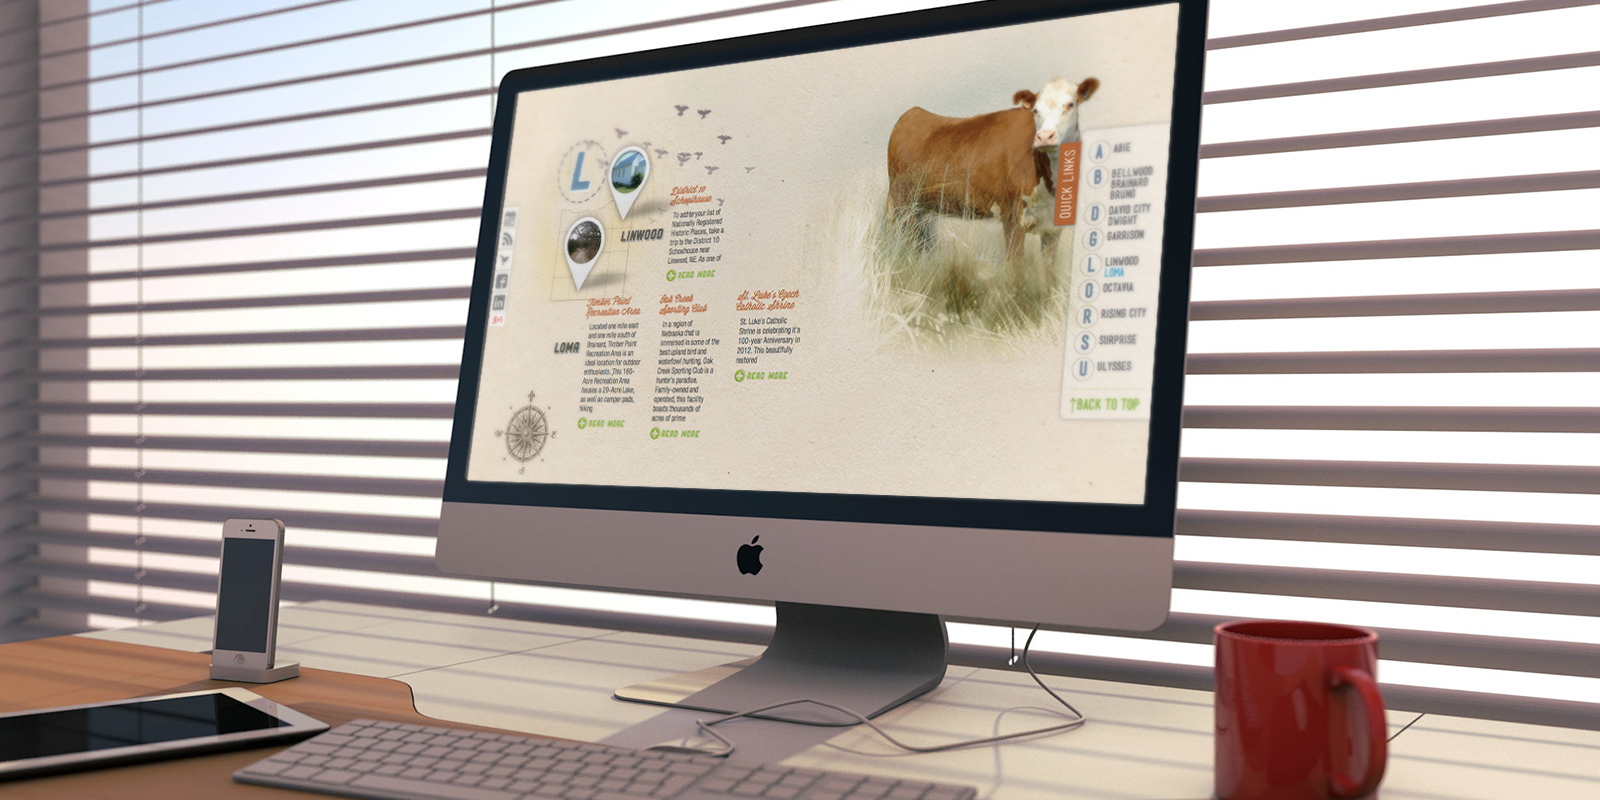 L
District 10
Schoolhouse
To add to your list of
Nationally Registered
Historic Places, take a
trip to the District 10
Schoolhouse near
Linwood, NE. As one of
READ MORE
LINWOOD
Timber Point
Recreation Area
Located one mile east
and one mile south of
Brainard, Timber Point
Recreation Area is an
ideal location for outdoor
enthusiasts. This 160-
Acre Recreation Area
houses a 29-Acre Lake,
as well as camper pads,
hiking
READ MORE
LOMA
Oak Creek
Sporting Club
In a region of
Nebraska that is
immersed in some of the
best upland bird and
waterfowl hunting, Oak
Creek Sporting Club is a
hunter's paradise.
Family-owned and
operated, this facility
boasts thousands of
acres of prime
READ MORE
St. Luke's Czech
Catholic Shrine
St. Luke's Catholic
Shrine is celebrating it's
100-year Anniversary in
2012. This beautifully
restored
READ MORE
QUICK LINKS
A ABIE
B BELLWOOD
BRAINARD
BRUNO
D DAVID CITY
DWIGHT
G GARRISON
L LINWOOD
LOMA
O OCTAVIA
R RISING CITY
S SURPRISE
U ULYSSES
BACK TO TOP